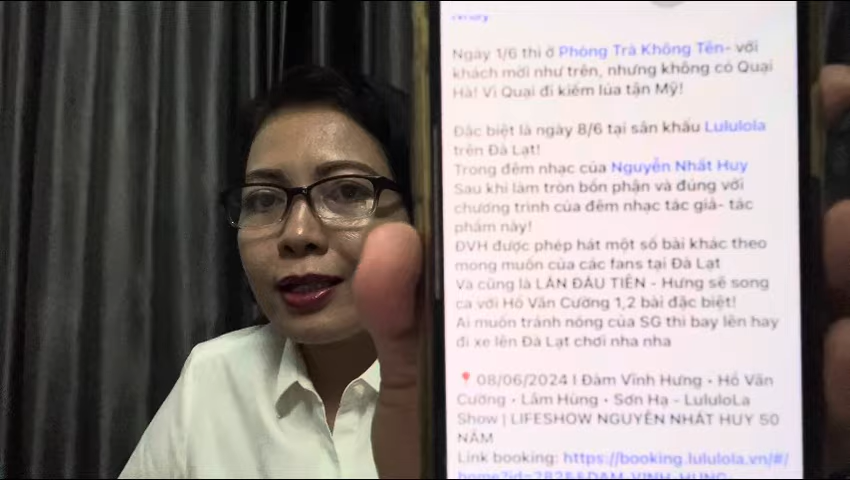 Ngày 1/6 thì ở Phòng Trà Không Tên- với
khách mời như trên, nhưng không có Quại
Hà! Vì Quại đi kiếm lúa tận Mỹ!
Đặc biệt là ngày 8/6 tại sân khấu Lululola
trên Đà Lạt!
Trong đêm nhạc của Nguyễn Nhất Huy
Sau khi làm tròn bổn phận và đúng với
chương trình của đêm nhạc tác giả- tác
phẩm này!
ĐVH được phép hát một số bài khác theo
mong muốn của các fans tại Đà Lạt
Và cũng là LẦN ĐẦU TIÊN - Hưng sẽ song
ca với Hồ Văn Cường 1,2 bài đặc biệt!
Ai muốn tránh nóng của SG thì bay lên hay
đi xe lên Đà Lạt chơi nha nha
📍 08/06/2024 I Đàm Vĩnh Hưng • Hồ Văn
Cường • Lâm Hùng • Sơn Hạ - LululoLa
Show | LIFESHOW NGUYỄN NHẤT HUY 50
NĂM
Link booking: https://booking.lululola.vn/#/